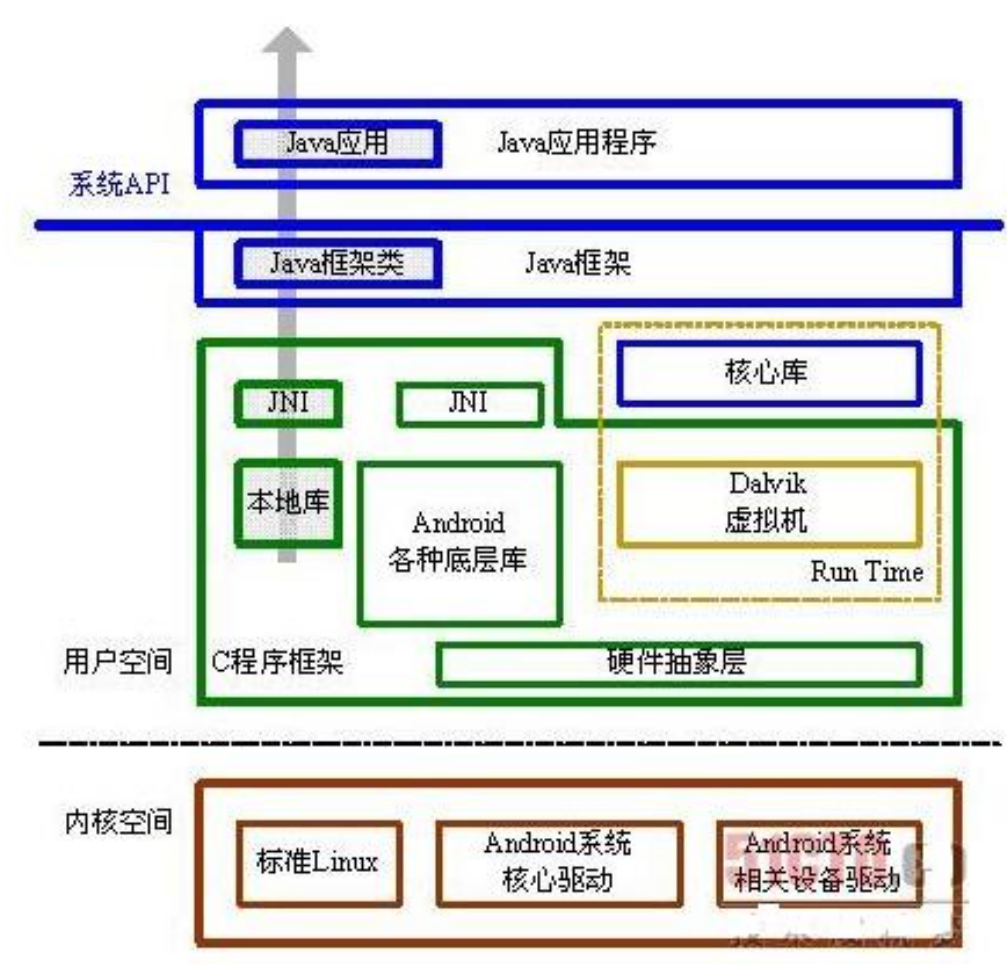 Java应用
Java应用程序
系统API
Java框架类
Java框架
核心库
JNI
JNI
本地库
Android
各种底层库
Dalvik
虚拟机
Run Time
用户空间
C程序框架
硬件抽象层
内核空间
标准Linux
Android系统
核心驱动
Android系统
相关设备驱动